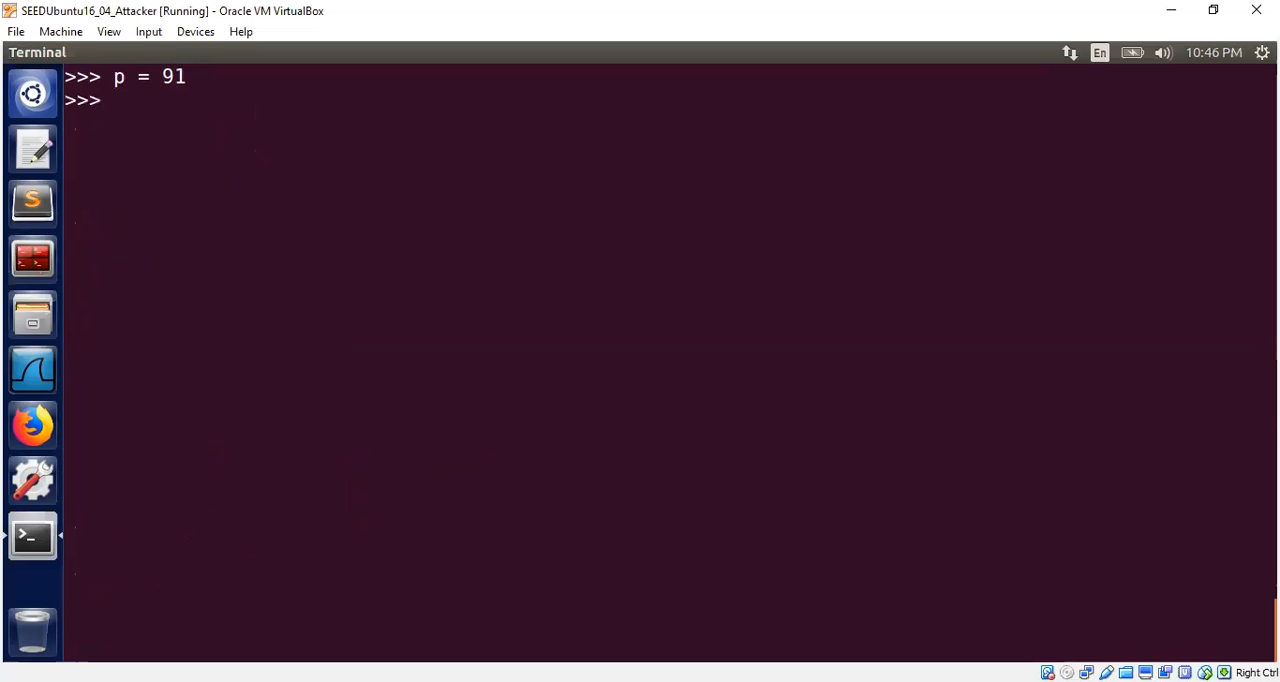 SEEDUbuntu16_04_Attacker [Running] - Oracle VM VirtualBox
File Machine View Input Devices Help
Terminal En 10:46 PM
>>> p = 91
>>>
Right Ctrl